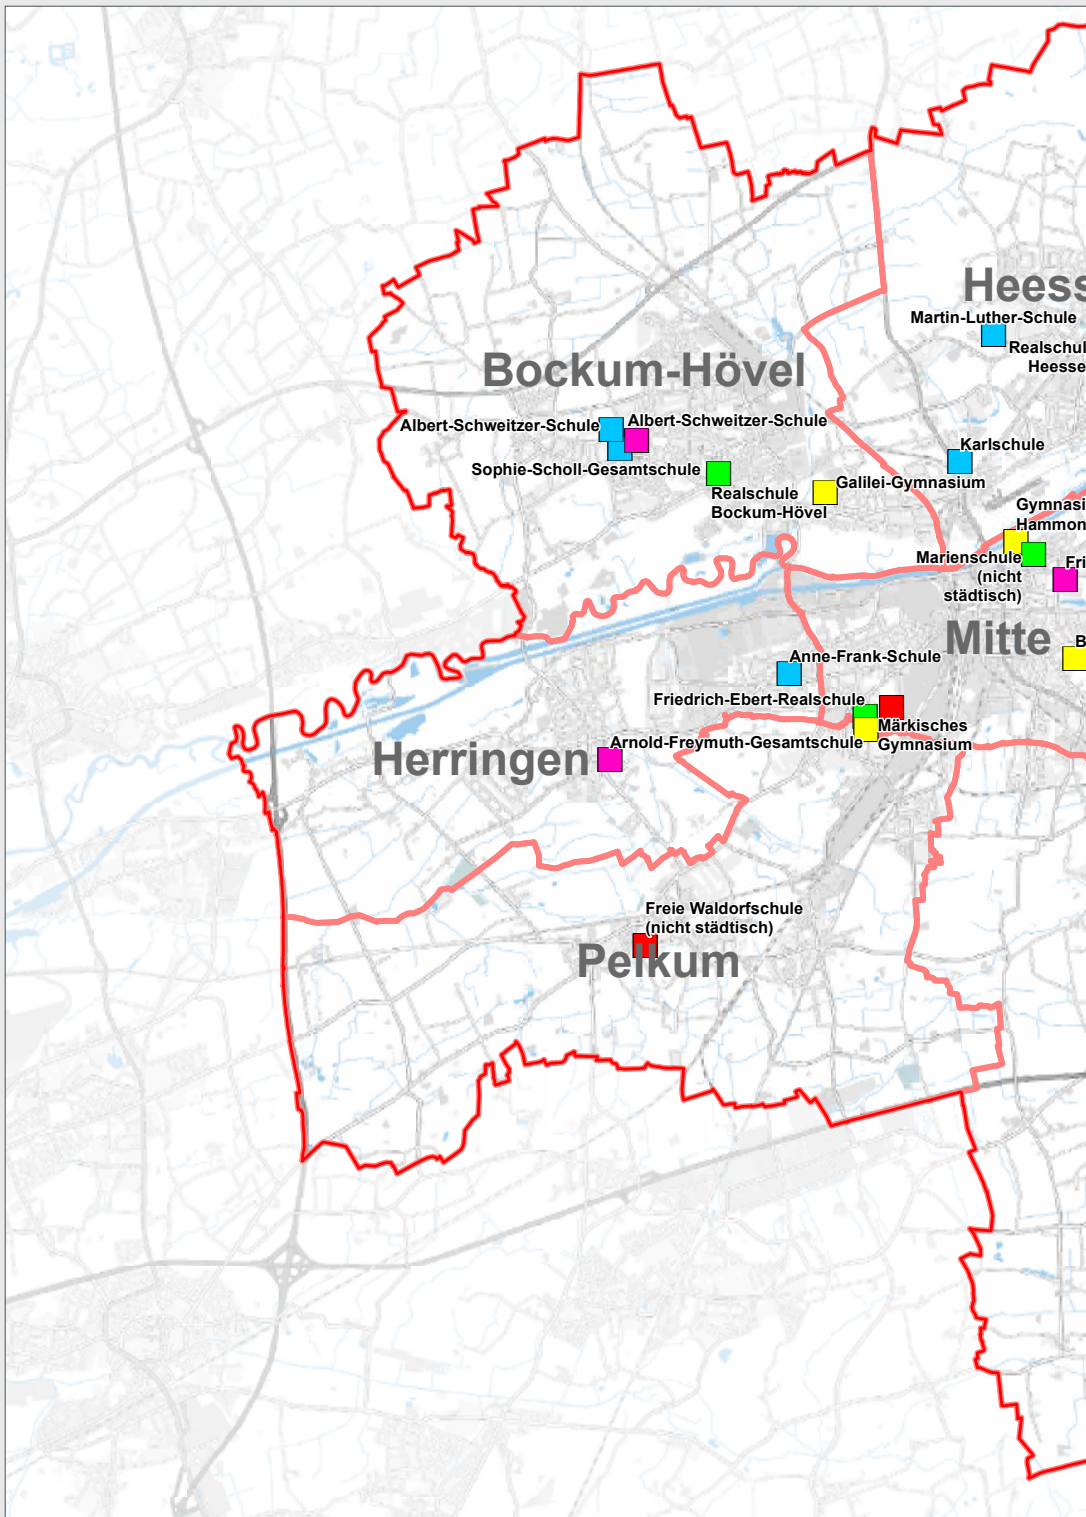 Heess
Martin-Luther-Schule
Realschul
Heesse
Bockum-Hövel
Albert-Schweitzer-Schule
Albert-Schweitzer-Schule
Karlschule
Sophie-Scholl-Gesamtschule
Galilei-Gymnasium
Realschule
Bockum-Hövel
Gymnasi
Hammon
Marienschule
(nicht
städtisch)
Fri
Mitte
B
Anne-Frank-Schule
Friedrich-Ebert-Realschule
Märkisches
Gymnasium
Arnold-Freymuth-Gesamtschule
Herringen
Freie Waldorfschule
(nicht städtisch)
Pelkum